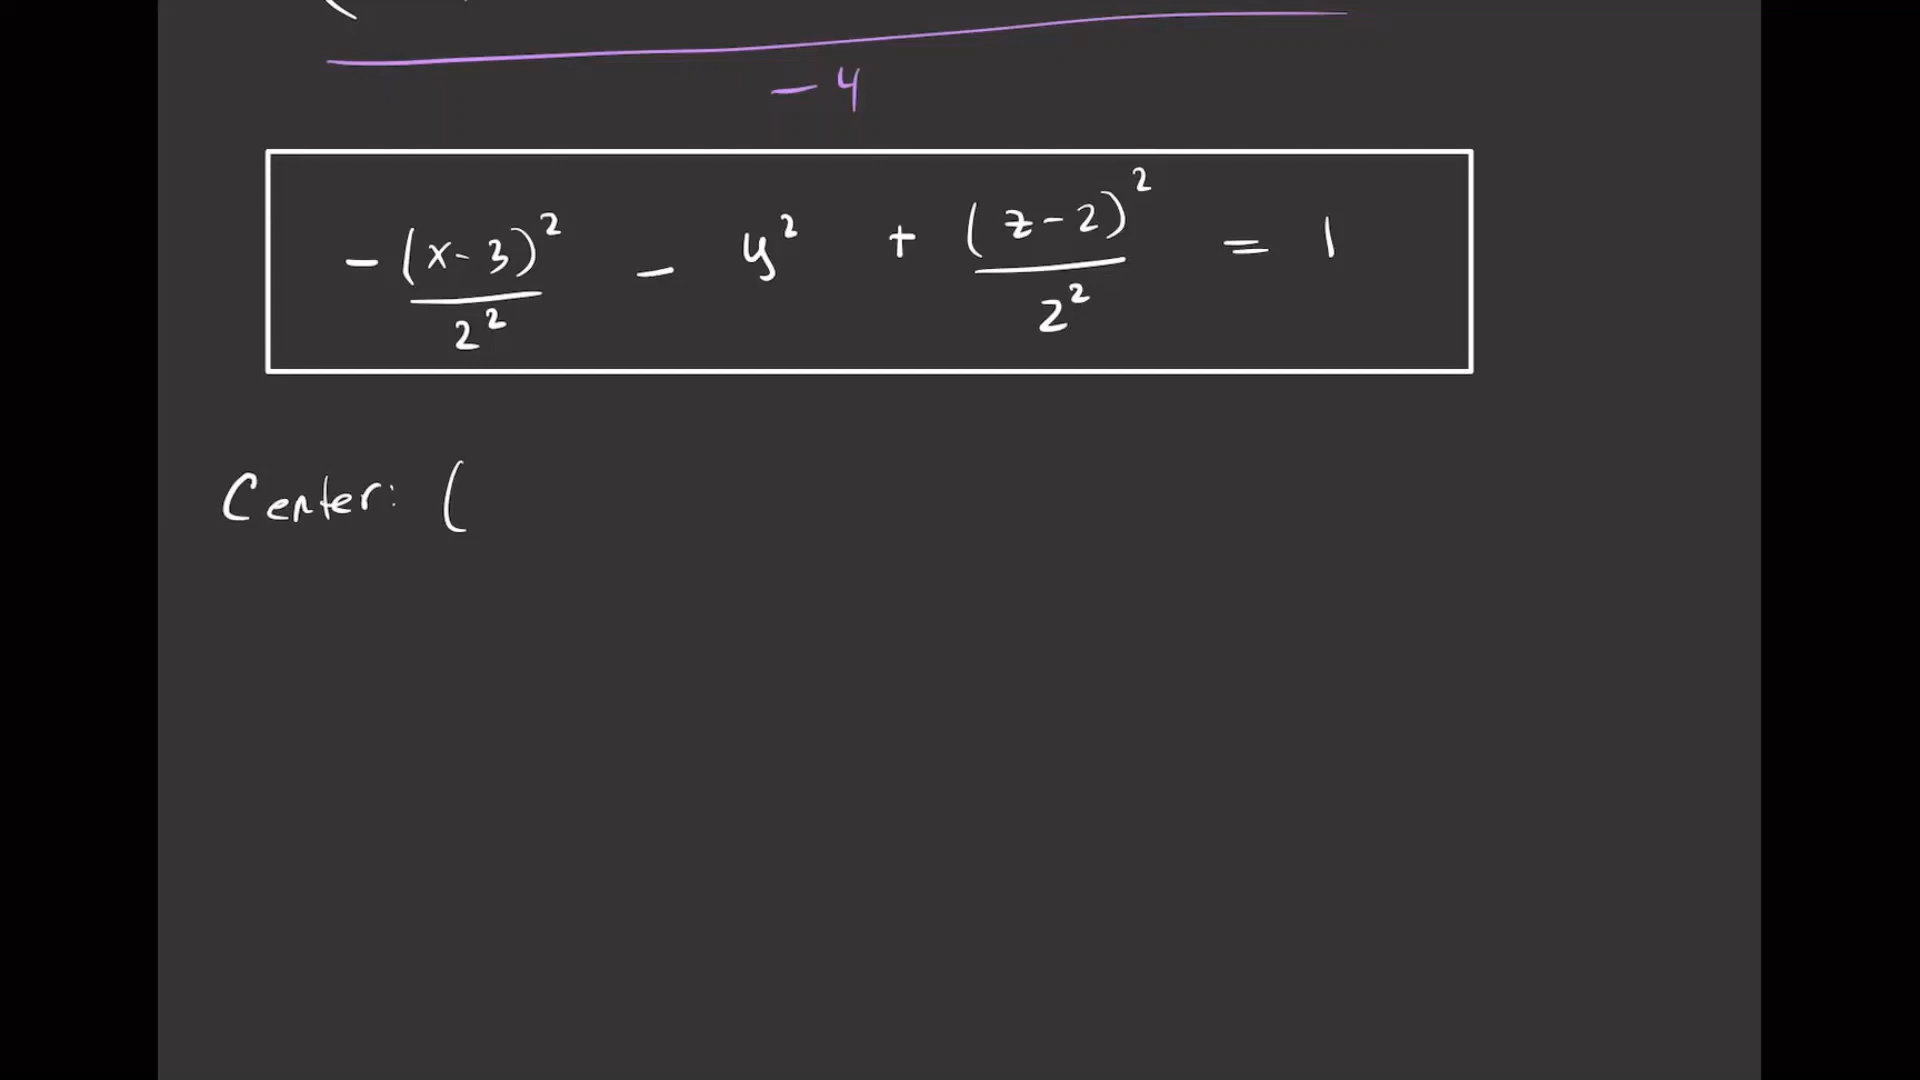 - 4
- (x-3)² / 2² - y² + (z-2)² / 2² = 1
Center: (